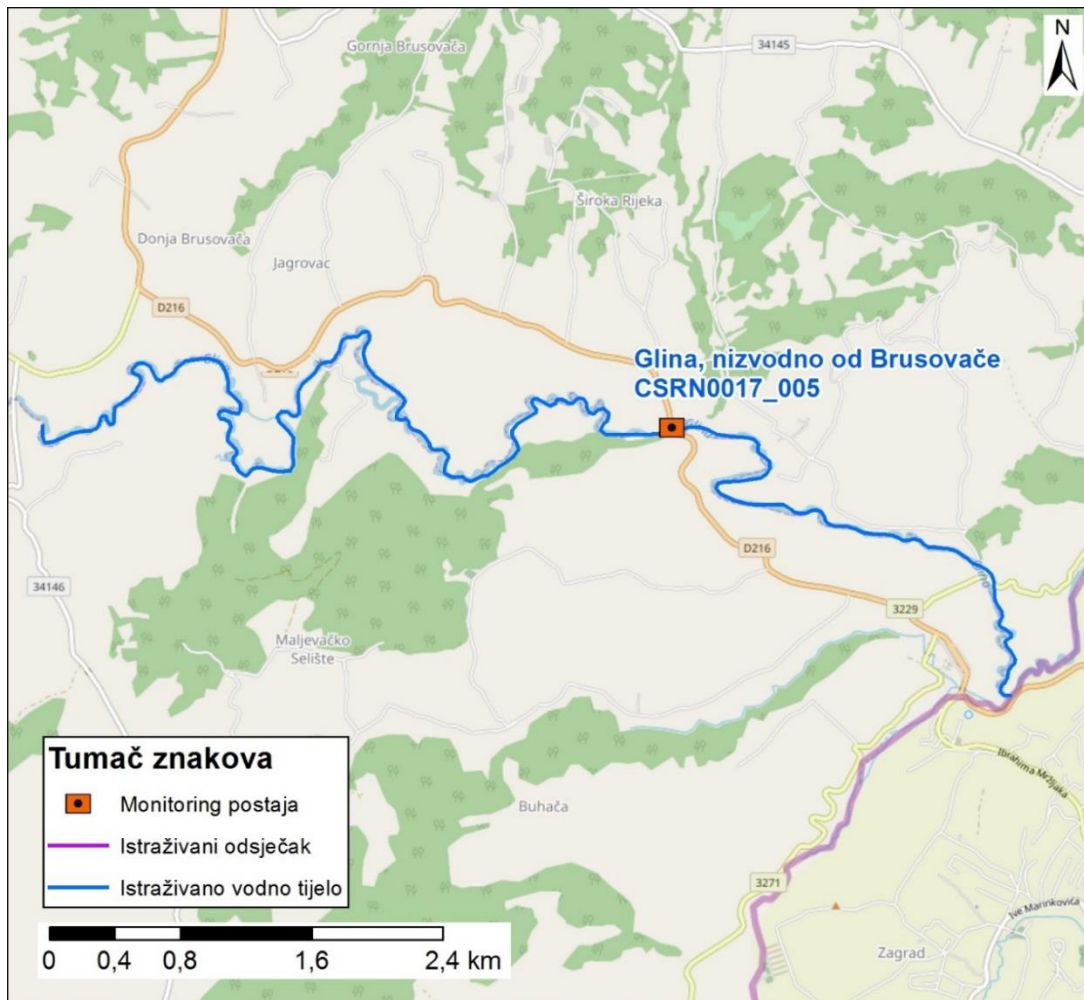 N
34145
Gornja Brusovača
Široka Rijeka
Donja Brusovača
Jagrovac
D216
Glina, nizvodno od Brusovače
CSRN0017_005
D216
34146
3229
Maljevačko
Selište
Ibrahima Mržljaka
Buhača
3271
Ive Marinkovića
Zagrad
Tumač znakova
Monitoring postaja
Istraživani odsječak
Istraživano vodno tijelo
0 0,4 0,8 1,6 2,4 km